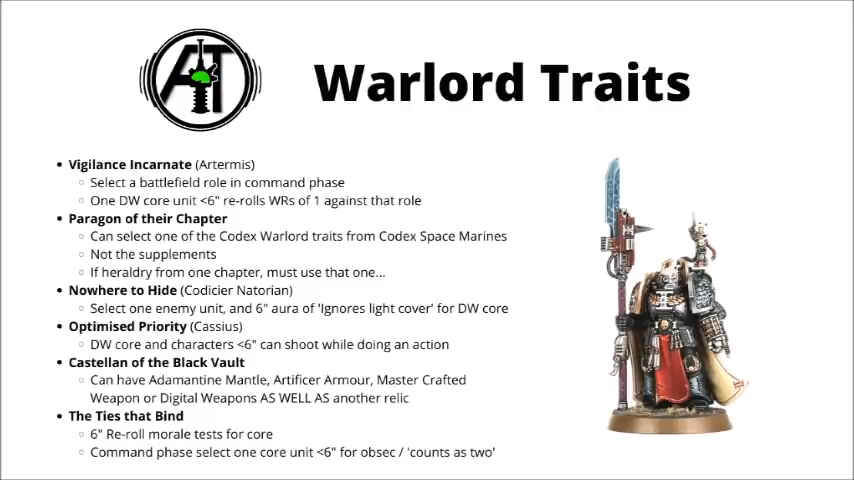 AT
Warlord Traits
• Vigilance Incarnate (Artermis)
○ Select a battlefield role in command phase
○ One DW core unit <6" re-rolls WRs of 1 against that role
• Paragon of their Chapter
○ Can select one of the Codex Warlord traits from Codex Space Marines
○ Not the supplements
○ If heraldry from one chapter, must use that one...
• Nowhere to Hide (Codicier Natorian)
○ Select one enemy unit, and 6" aura of 'Ignores light cover' for DW core
• Optimised Priority (Cassius)
○ DW core and characters <6" can shoot while doing an action
• Castellan of the Black Vault
○ Can have Adamantine Mantle, Artificer Armour, Master Crafted
Weapon or Digital Weapons AS WELL AS another relic
• The Ties that Bind
○ 6" Re-roll morale tests for core
○ Command phase select one core unit <6" for obsec / 'counts as two'